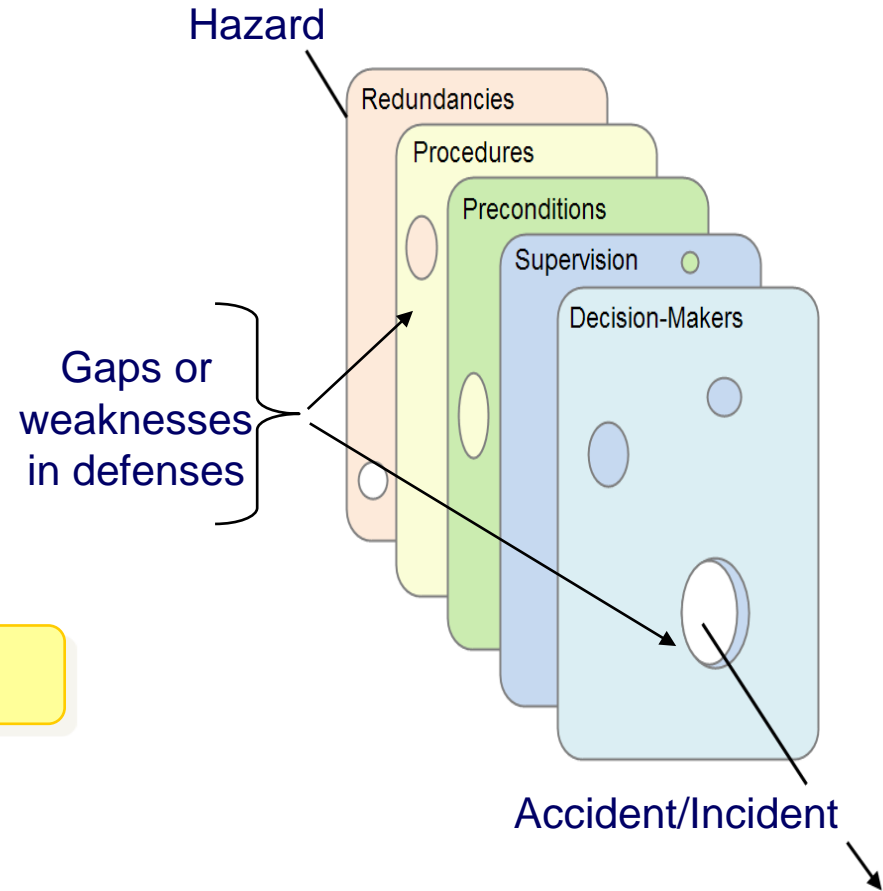 Hazard
Redundancies
Procedures
Preconditions
Supervision
Decision-Makers
Gaps or
weaknesses
in defenses
Accident/Incident